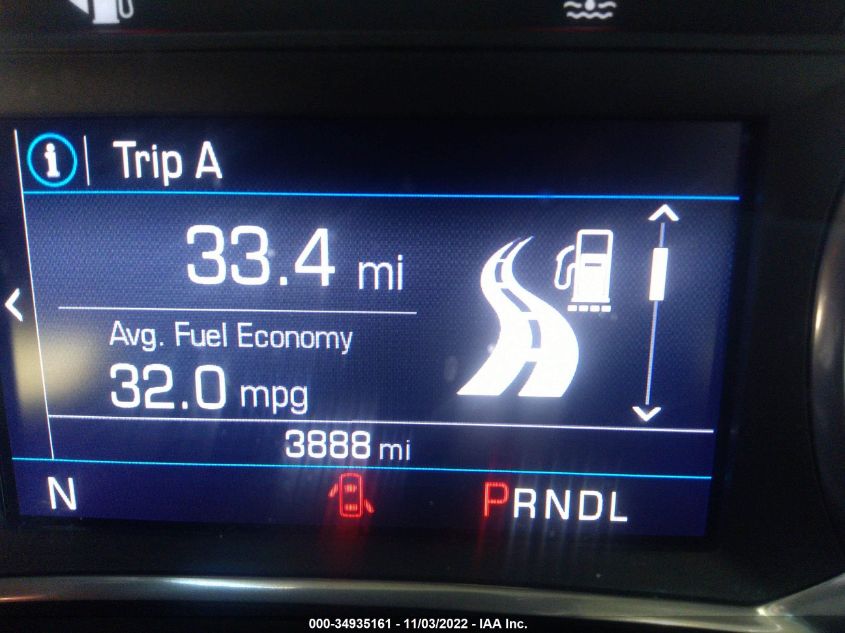 Trip A
33.4 mi
Avg. Fuel Economy
32.0 mpg
3888 mi
N PRNDL
000-34935161 - 11/03/2022 - IAA Inc.